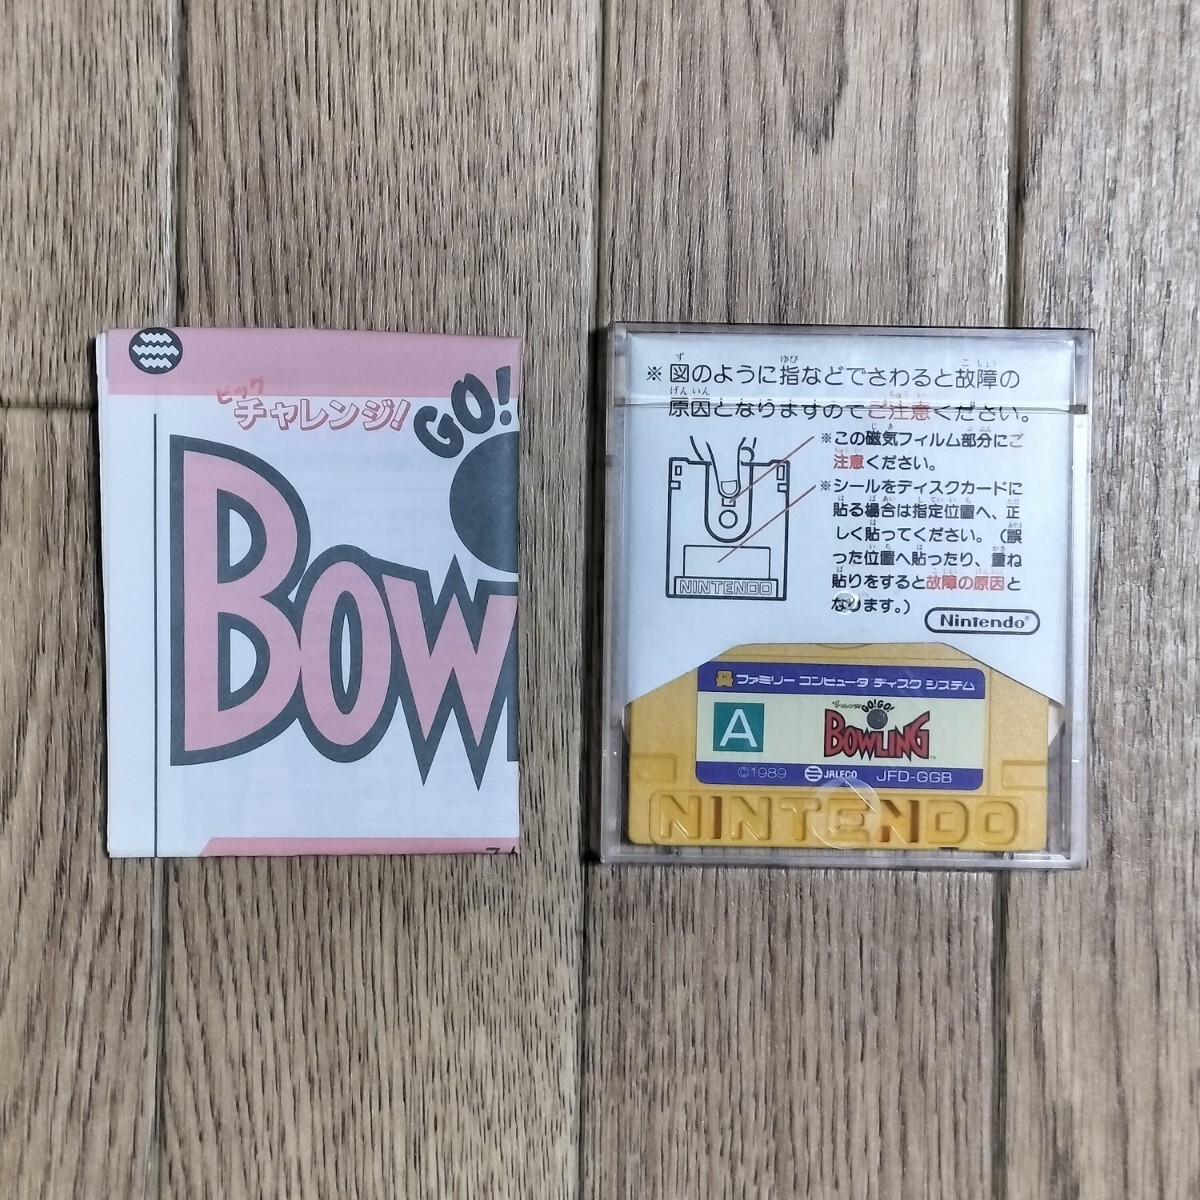 ビッグ
チャレンジ!
GO!
BOW
※図のように指などでさわると故障の
原因となりますのでご注意ください。
※この磁気フィルム部分にご
注意ください。
※シールをディスクカードに
貼る場合は指定位置へ、正
しく貼ってください。(誤
った位置へ貼ったり、重ね
貼りをすると故障の原因と
なります。)
NINTENDO
Nintendo®
ファミリー コンピュータ ディスク システム
A
GO!GO!
BOWLING™
©1989 JALECO JFD-GGB
NINTENDO